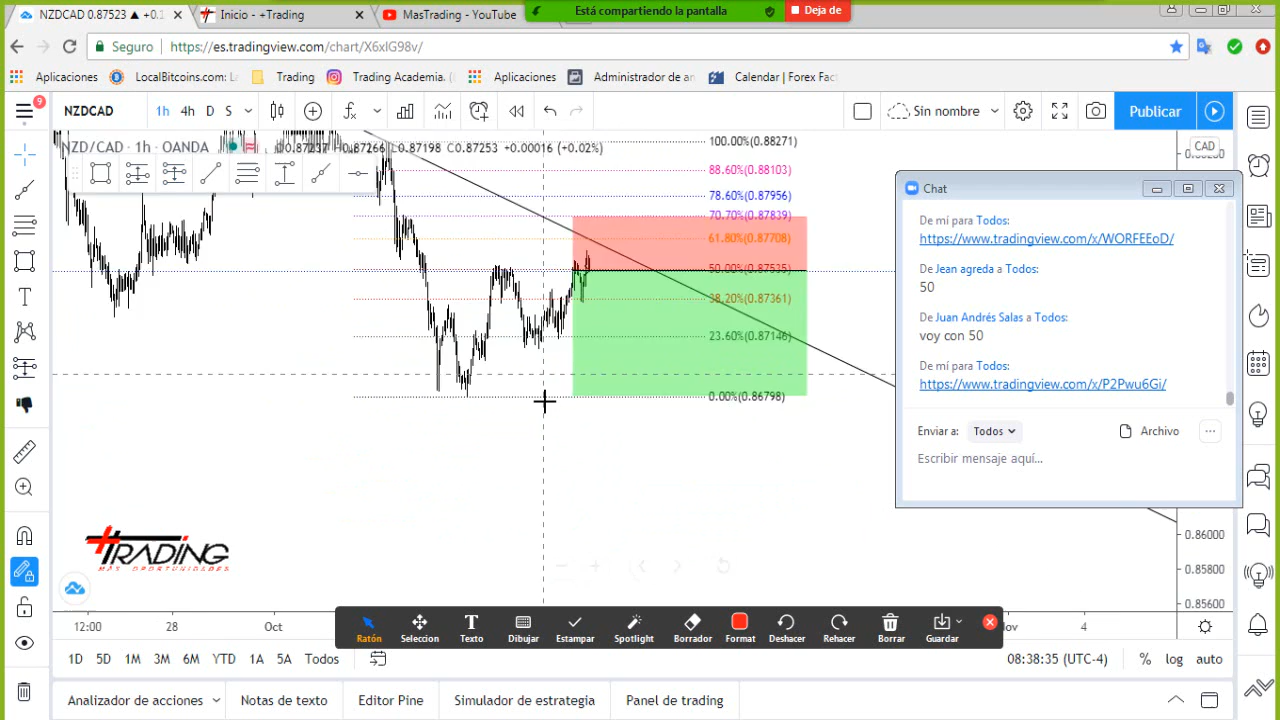 NZDCAD 0.87523 ▲ +0.1
Inicio - +Trading
MasTrading - YouTube
Está compartiendo la pantalla
Deja de
Seguro
https://es.tradingview.com/chart/X6xIG98v/
Aplicaciones
LocalBitcoins.com: L
Trading
Trading Academia. (
Aplicaciones
Administrador de an
Calendar | Forex Fac
9
NZDCAD
1h 4h D S
Sin nombre
Publicar
NZD/CAD · 1h · OANDA
L0.87198 C0.87253 +0.00016 (+0.02%)
CAD
100.00%(0.88271)
88.60%(0.88103)
78.60%(0.87956)
70.70%(0.87839)
61.80%(0.87708)
50.00%(0.87535)
38.20%(0.87361)
23.60%(0.87146)
0.00%(0.86798)
Chat
De mí para Todos:
https://www.tradingview.com/x/WORFEEoD/
De Jean agreda a Todos:
50
De Juan Andrés Salas a Todos:
voy con 50
De mí para Todos:
https://www.tradingview.com/x/P2Pwu6Gi/
Enviar a: Todos
Archivo
...
Escribir mensaje aquí...
TRADING
MÁS OPORTUNIDADES
0.86000
0.85800
0.85600
12:00 28 Oct 4
Ratón Seleccion Texto Dibujar Estampar Spotlight Borrador Format Deshacer Rehacer Borrar Guardar
1D 5D 1M 3M 6M YTD 1A 5A Todos
08:38:35 (UTC-4) % log auto
Analizador de acciones
Notas de texto
Editor Pine
Simulador de estrategia
Panel de trading